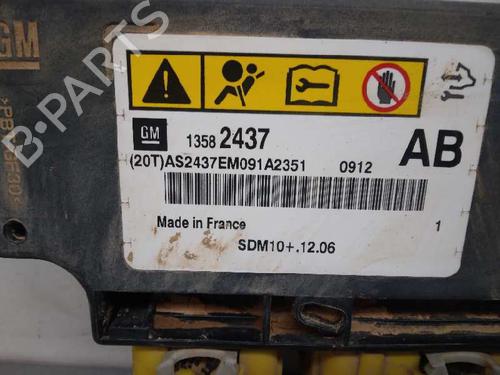 GM
GM
1358 2437
AB
(20T)AS2437EM091A2351 0912
Made in France
1
SDM10+.12.06
B-PARTS